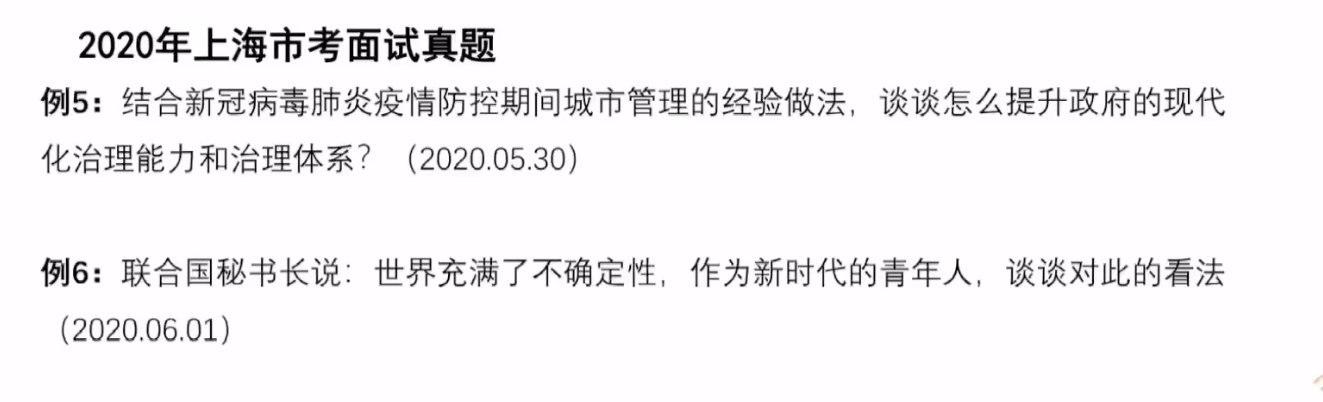 2020年上海市考面试真题
例5：结合新冠病毒肺炎疫情防控期间城市管理的经验做法，谈谈怎么提升政府的现代
化治理能力和治理体系？（2020.05.30）
例6：联合国秘书长说：世界充满了不确定性，作为新时代的青年人，谈谈对此的看法
（2020.06.01）